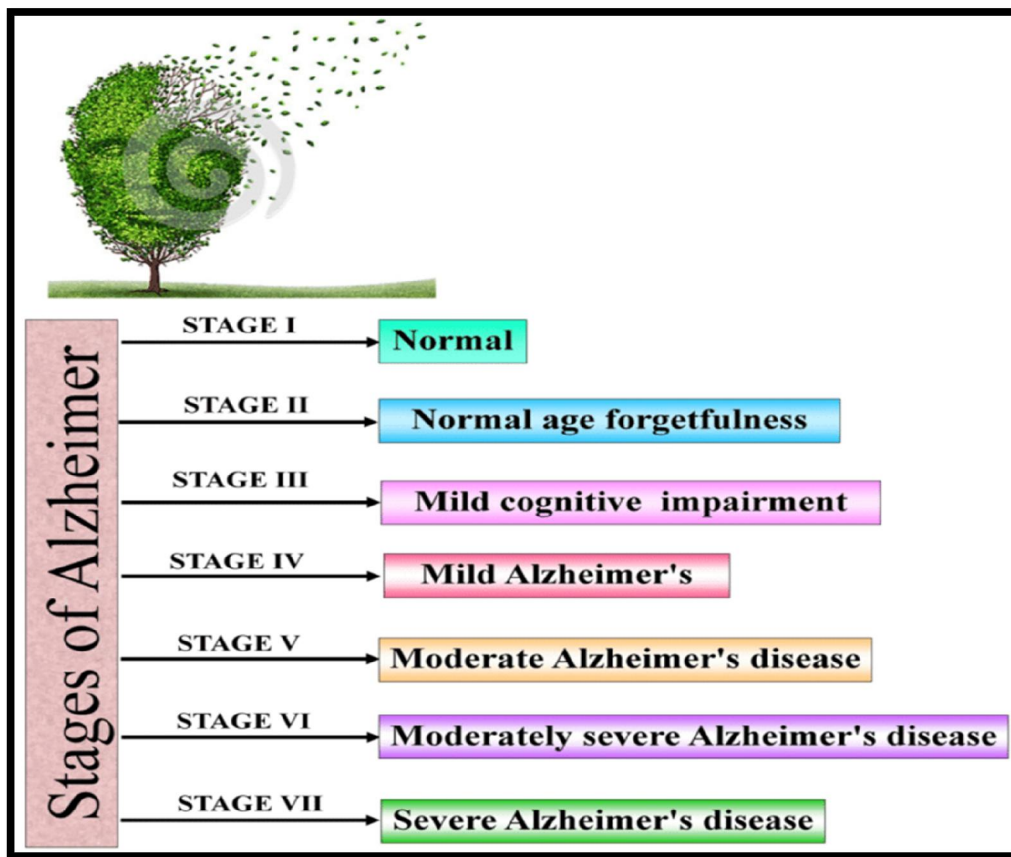 Stages of Alzheimer
STAGE I
Normal
STAGE II
Normal age forgetfulness
STAGE III
Mild cognitive impairment
STAGE IV
Mild Alzheimer's
STAGE V
Moderate Alzheimer's disease
STAGE VI
Moderately severe Alzheimer's disease
STAGE VII
Severe Alzheimer's disease